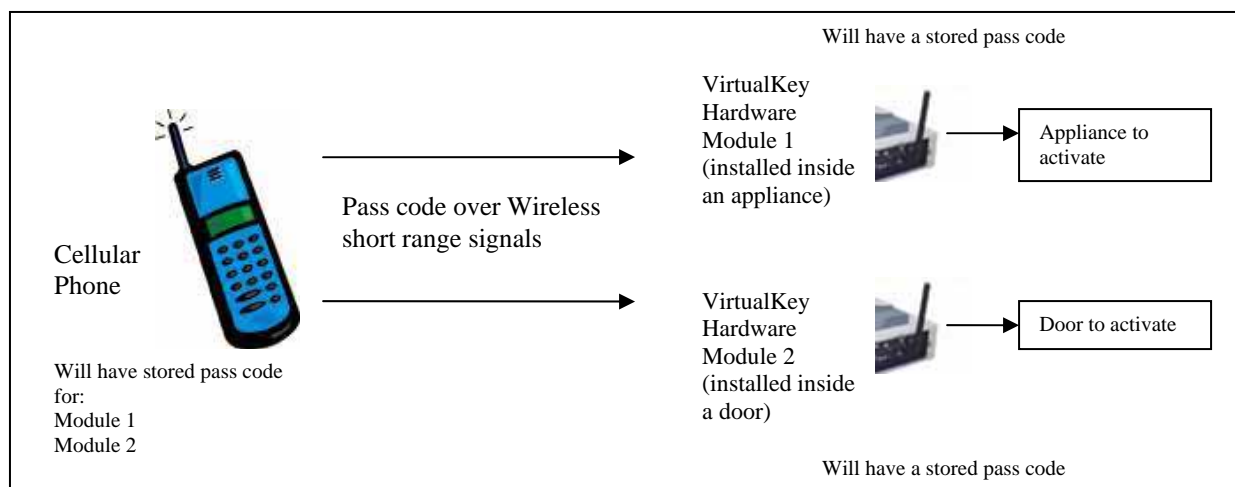 Will have a stored pass code
VirtualKey
Hardware
Module 1
(installed inside
an appliance)
Appliance to
activate
Pass code over Wireless
short range signals
Cellular
Phone
VirtualKey
Hardware
Module 2
(installed inside
a door)
Door to activate
Will have stored pass code
for:
Module 1
Module 2
Will have a stored pass code